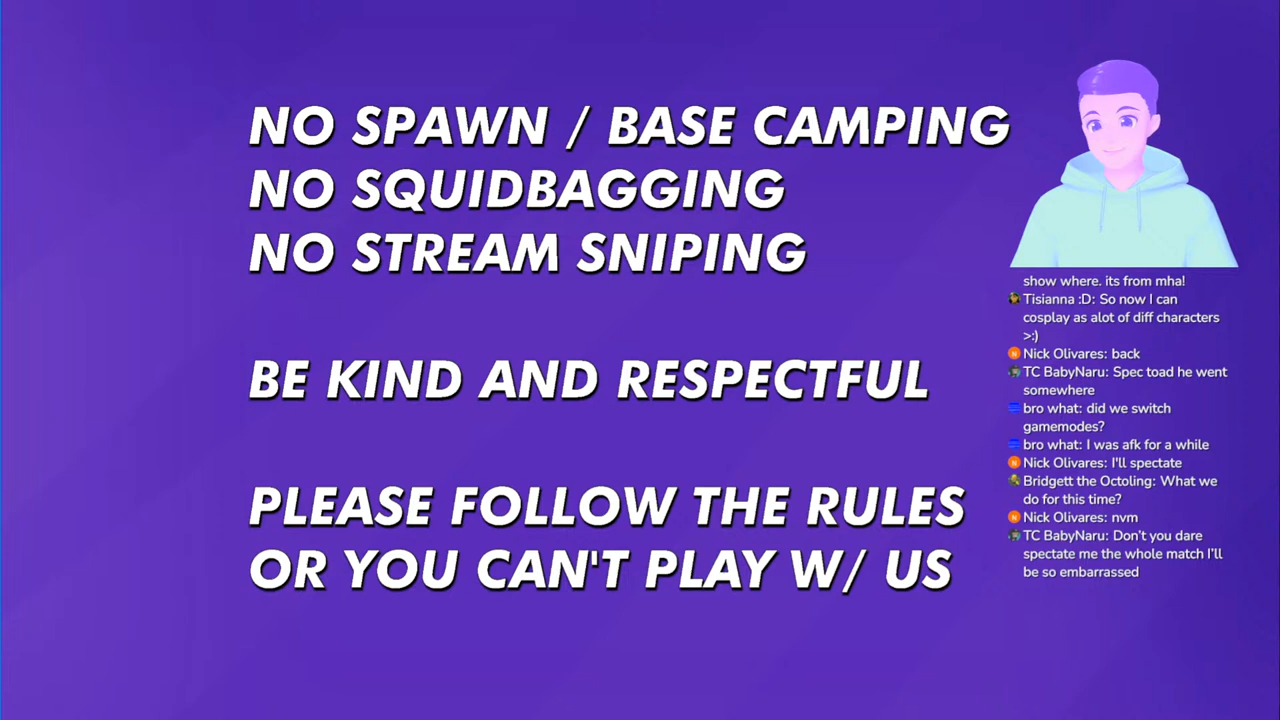 NO SPAWN / BASE CAMPING
NO SQUIDBAGGING
NO STREAM SNIPING
BE KIND AND RESPECTFUL
PLEASE FOLLOW THE RULES
OR YOU CAN'T PLAY W/ US
show where. its from mha!
Tisianna :D: So now I can
cosplay as alot of diff characters
>:)
N Nick Olivares: back
TC BabyNaru: Spec toad he went
somewhere
bro what: did we switch
gamemodes?
bro what: I was afk for a while
N Nick Olivares: I'll spectate
Bridgett the Octoling: What we
do for this time?
N Nick Olivares: nvm
TC BabyNaru: Don't you dare
spectate me the whole match I'll
be so embarrassed